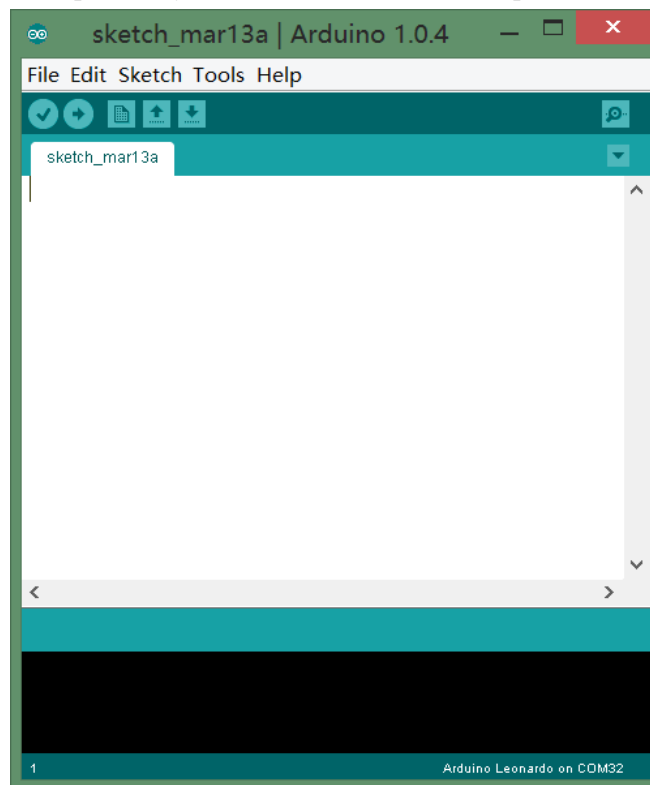 sketch_mar13a | Arduino 1.0.4
File Edit Sketch Tools Help
sketch_mar13a
1 Arduino Leonardo on COM32